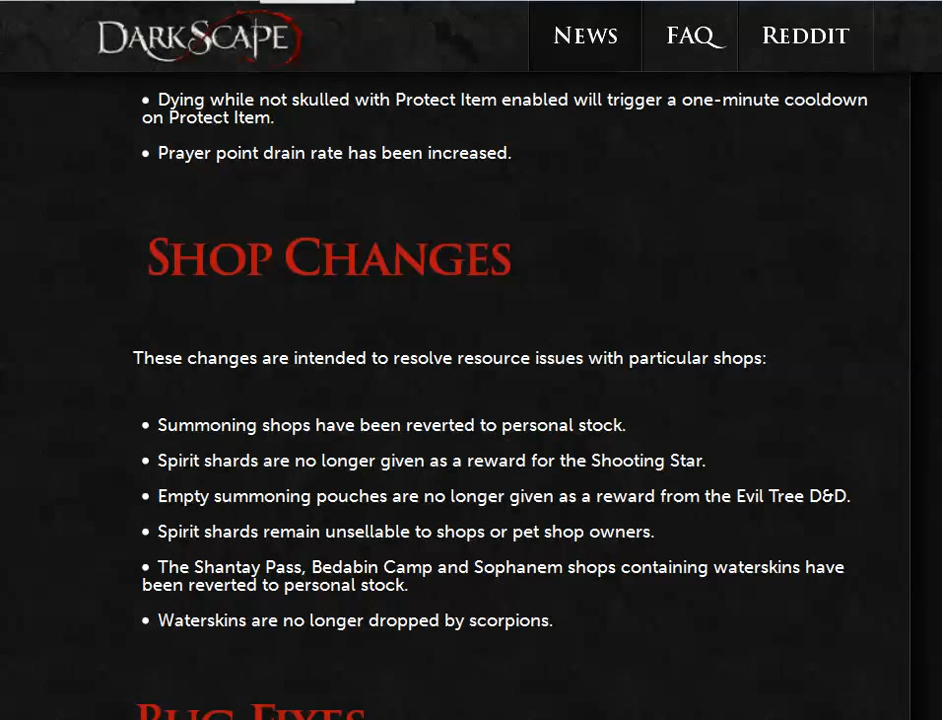 DARKSCAPE NEWS FAQ REDDIT
• Dying while not skulled with Protect Item enabled will trigger a one-minute cooldown
on Protect Item.
• Prayer point drain rate has been increased.
SHOP CHANGES
These changes are intended to resolve resource issues with particular shops:
• Summoning shops have been reverted to personal stock.
• Spirit shards are no longer given as a reward for the Shooting Star.
• Empty summoning pouches are no longer given as a reward from the Evil Tree D&D.
• Spirit shards remain unsellable to shops or pet shop owners.
• The Shantay Pass, Bedabin Camp and Sophanem shops containing waterskins have
been reverted to personal stock.
• Waterskins are no longer dropped by scorpions.
BUG FIXES